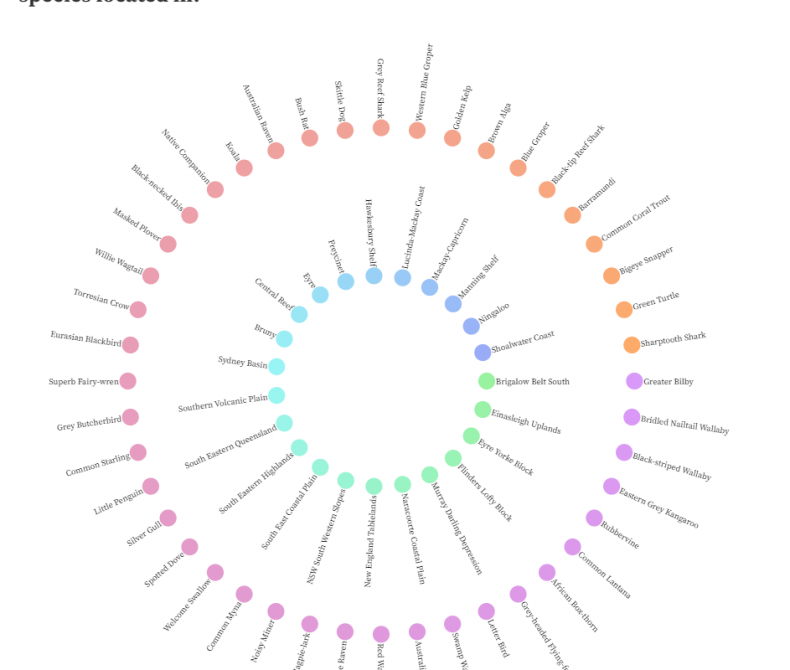 species located in.
Grey Reef Shark
Western Blue Groper
Golden Kelp
Brown Alga
Blue Groper
Black-tip Reef Shark
Barramundi
Common Coral Trout
Bigeye Snapper
Green Turtle
Sharptooth Shark
Greater Bilby
Bridled Nailtail Wallaby
Black-striped Wallaby
Eastern Grey Kangaroo
Rubbervine
Common Lantana
African Boxthorn
Grey-headed Flying-f
Letter Bird
Swamp W
Australi
Red W
e Raven
agpie-lark
Noisy Miner
Common Myna
Welcome Swallow
Spotted Dove
Silver Gull
Little Penguin
Common Starling
Grey Butcherbird
Superb Fairy-wren
Eurasian Blackbird
Torresian Crow
Willie Wagtail
Masked Plover
Black-necked Ibis
Native Companion
Koala
Australian Raven
Bush Rat
Skittle Dog
Hawkesbury Shelf
Lucinda-Mackay Coast
Mackay-Capricorn
Manning Shelf
Ningaloo
Shoalwater Coast
Brigalow Belt South
Einasleigh Uplands
Eyre Yorke Block
Flinders Lofty Block
Murray Darling Depression
Naracoorte Coastal Plain
New England Tablelands
NSW South Western Slopes
South East Coastal Plain
South Eastern Highlands
South Eastern Queensland
Southern Volcanic Plain
Sydney Basin
Bruny
Central Reef
Eyre
Freycinet